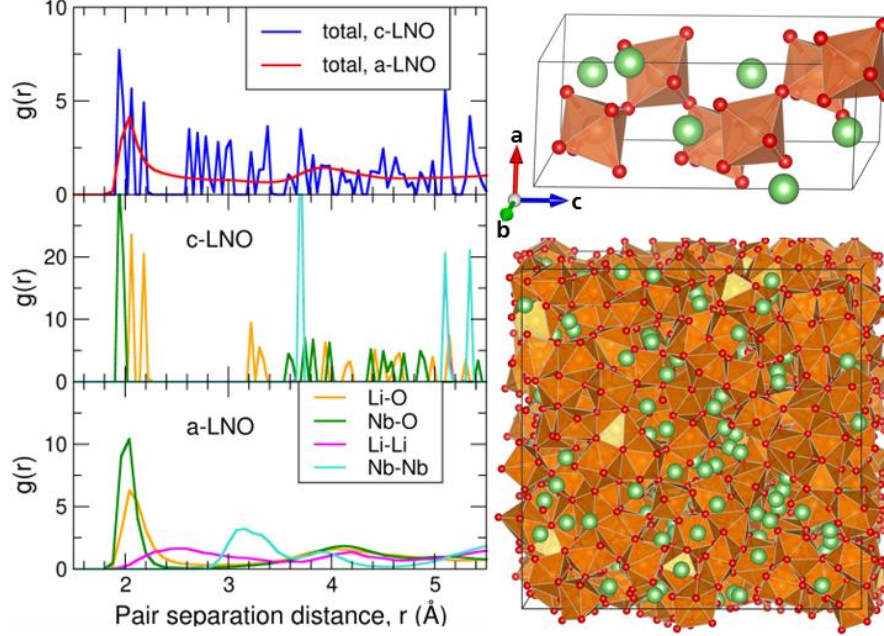 total, c-LNO
total, a-LNO
g(r)
10
5
0
c-LNO
g(r)
20
10
0
a-LNO
Li-O
Nb-O
Li-Li
Nb-Nb
g(r)
10
5
0
2
3
4
5
Pair separation distance, r (Å)
a
c
b